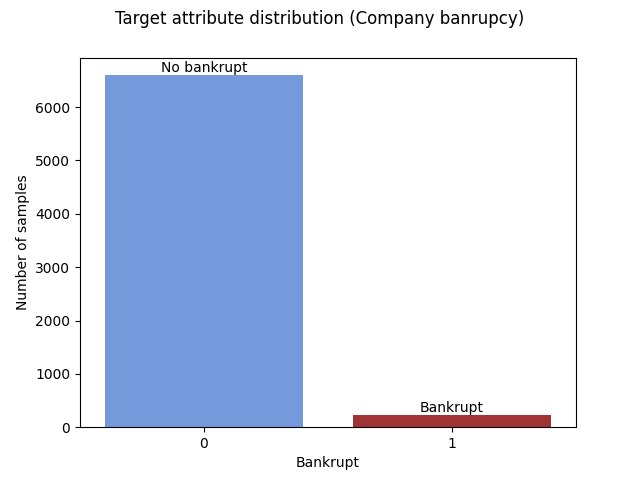 Target attribute distribution (Company banrupcy)
No bankrupt
6000
5000
4000
3000
2000
1000
0
Number of samples
Bankrupt
0
1
Bankrupt